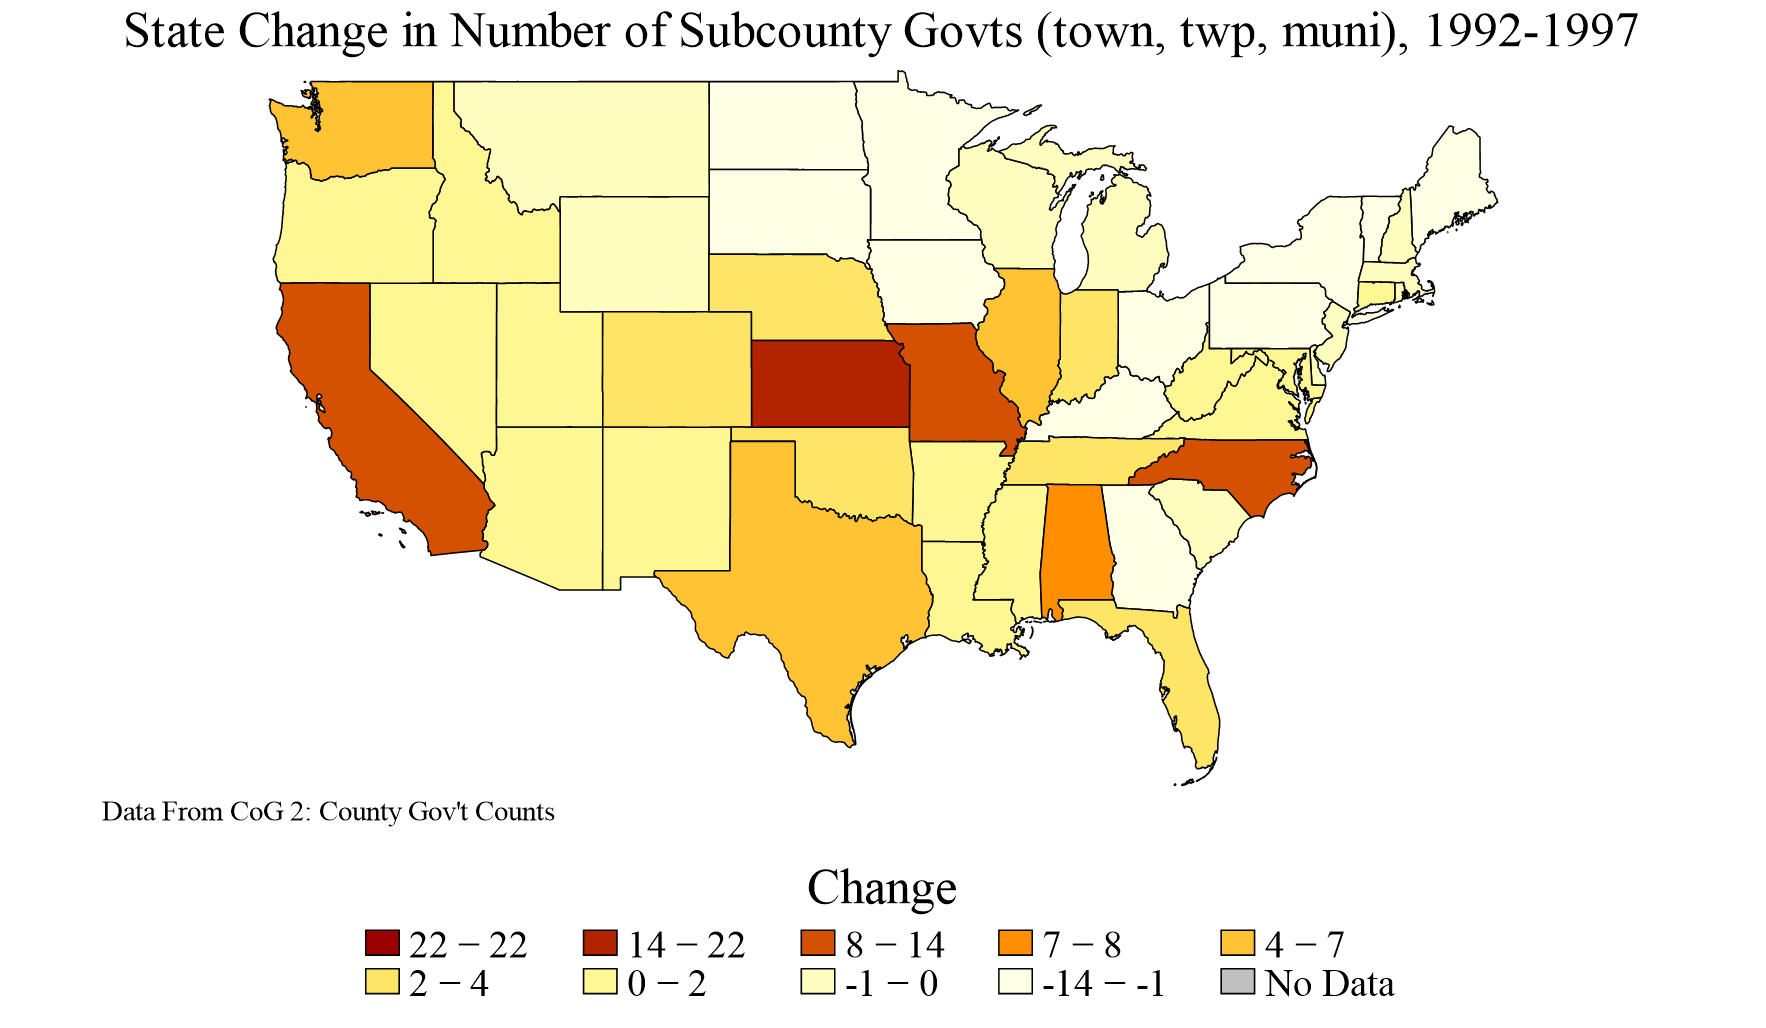 State Change in Number of Subcounty Govts (town, twp, muni), 1992-1997
Data From CoG 2: County Gov't Counts
Change
22 – 22 14 – 22 8 – 14 7 – 8 4 – 7
2 – 4 0 – 2 -1 – 0 -14 – -1 No Data